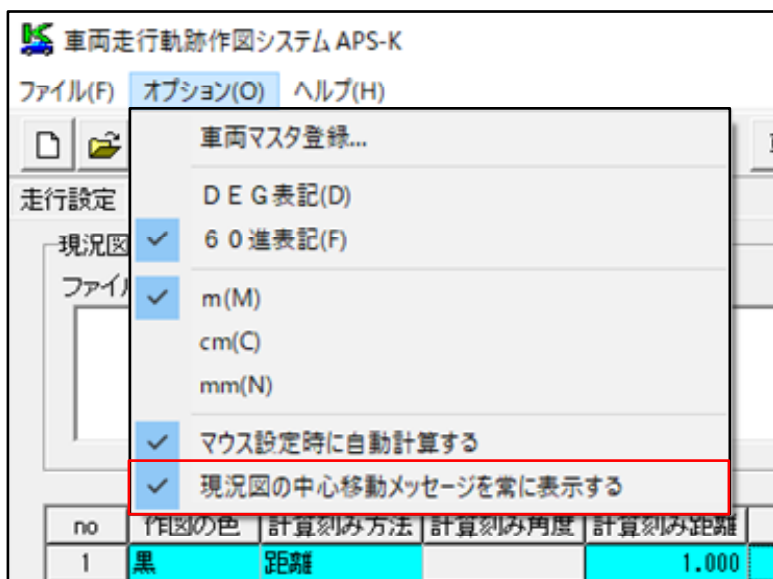 車両走行軌跡作図システム APS-K
ファイル(F) オプション(O) ヘルプ(H)
車両マスタ登録...
走行設定
ＤＥＧ表記(D)
現況図
６０進表記(F)
ファイル
m(M)
cm(C)
mm(N)
マウス設定時に自動計算する
現況図の中心移動メッセージを常に表示する
no 作図の色 計算刻み方法 計算刻み角度 計算刻み距離
1 黒 距離 1.000